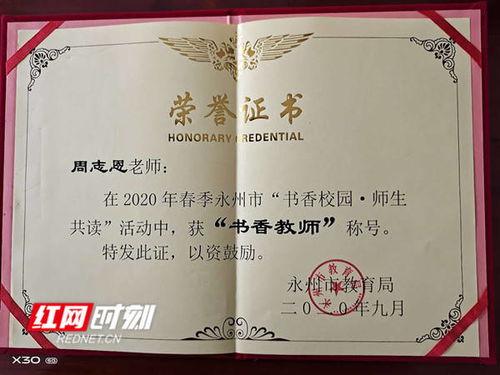 荣誉证书
HONORARY CREDENTIAL
周志恩老师：
在2020年春季永州市“书香校园·师生
共读”活动中，获“书香教师”称号。
特发此证，以资鼓励。
永州市教育局
二〇二〇年九月
红网时刻
REDNET.CN
X30 5G